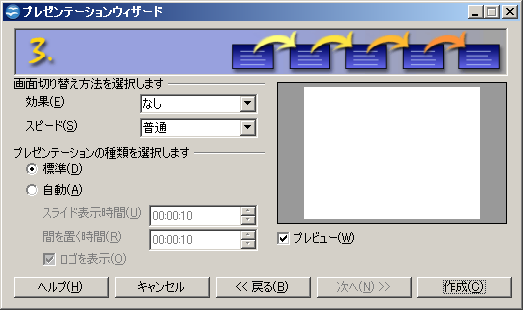 プレゼンテーションウィザード
3.
画面切り替え方法を選択します
効果(E) なし
スピード(S) 普通
プレゼンテーションの種類を選択します
標準(D)
自動(A)
スライド表示時間(U) 00:00:10
間を置く時間(R) 00:00:10
ロゴを表示(O)
プレビュー(W)
ヘルプ(H) キャンセル << 戻る(B) 次へ(N) >> 作成(C)